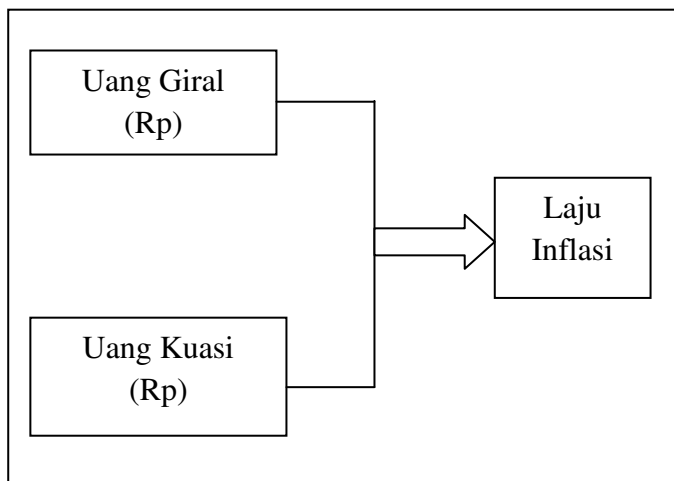 Uang Giral
(Rp)
Laju
Inflasi
Uang Kuasi
(Rp)